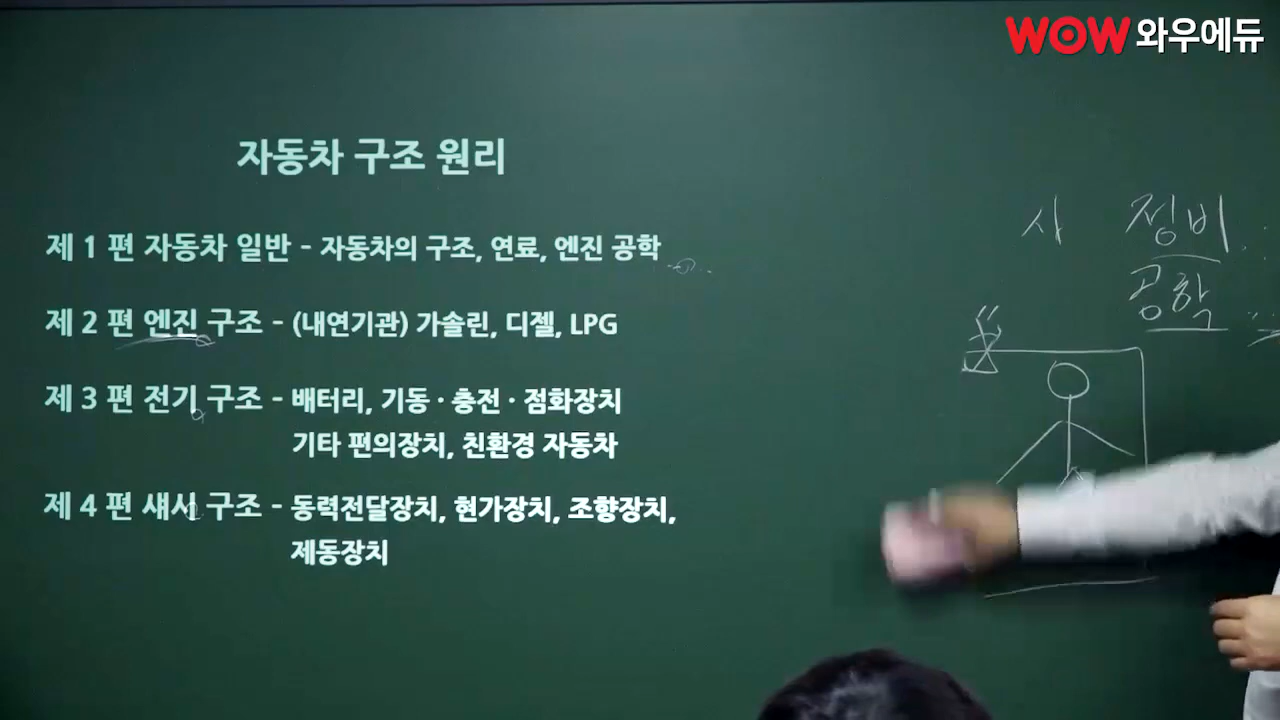 WOW 와우에듀
자동차 구조 원리
제 1 편 자동차 일반 - 자동차의 구조, 연료, 엔진 공학
제 2 편 엔진 구조 - (내연기관) 가솔린, 디젤, LPG
제 3 편 전기 구조 - 배터리, 기동 · 충전 · 점화장치
기타 편의장치, 친환경 자동차
제 4 편 섀시 구조 - 동력전달장치, 현가장치, 조향장치,
제동장치
사 정비
공학